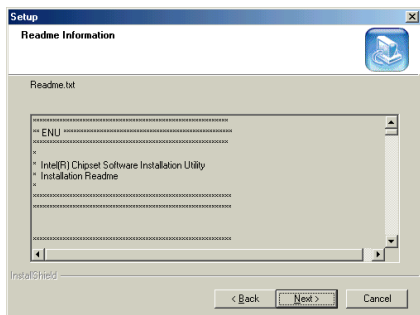 Setup
Readme Information
Readme.txt
××××××××××××××××××××××××××××××××××××××××××××××××××
** ENU ××××××××××××××××××××××××××××××××××××××××××
××××××××××××××××××××××××××××××××××××××××××××××××××
*
* Intel(R) Chipset Software Installation Utility
* Installation Readme
*
××××××××××××××××××××××××××××××××××××××××××××××××××
××××××××××××××××××××××××××××××××××××××××××××××××××
××××××××××××××××××××××××××××××××××××××××××××××××××
InstallShield
< Back
Next >
Cancel